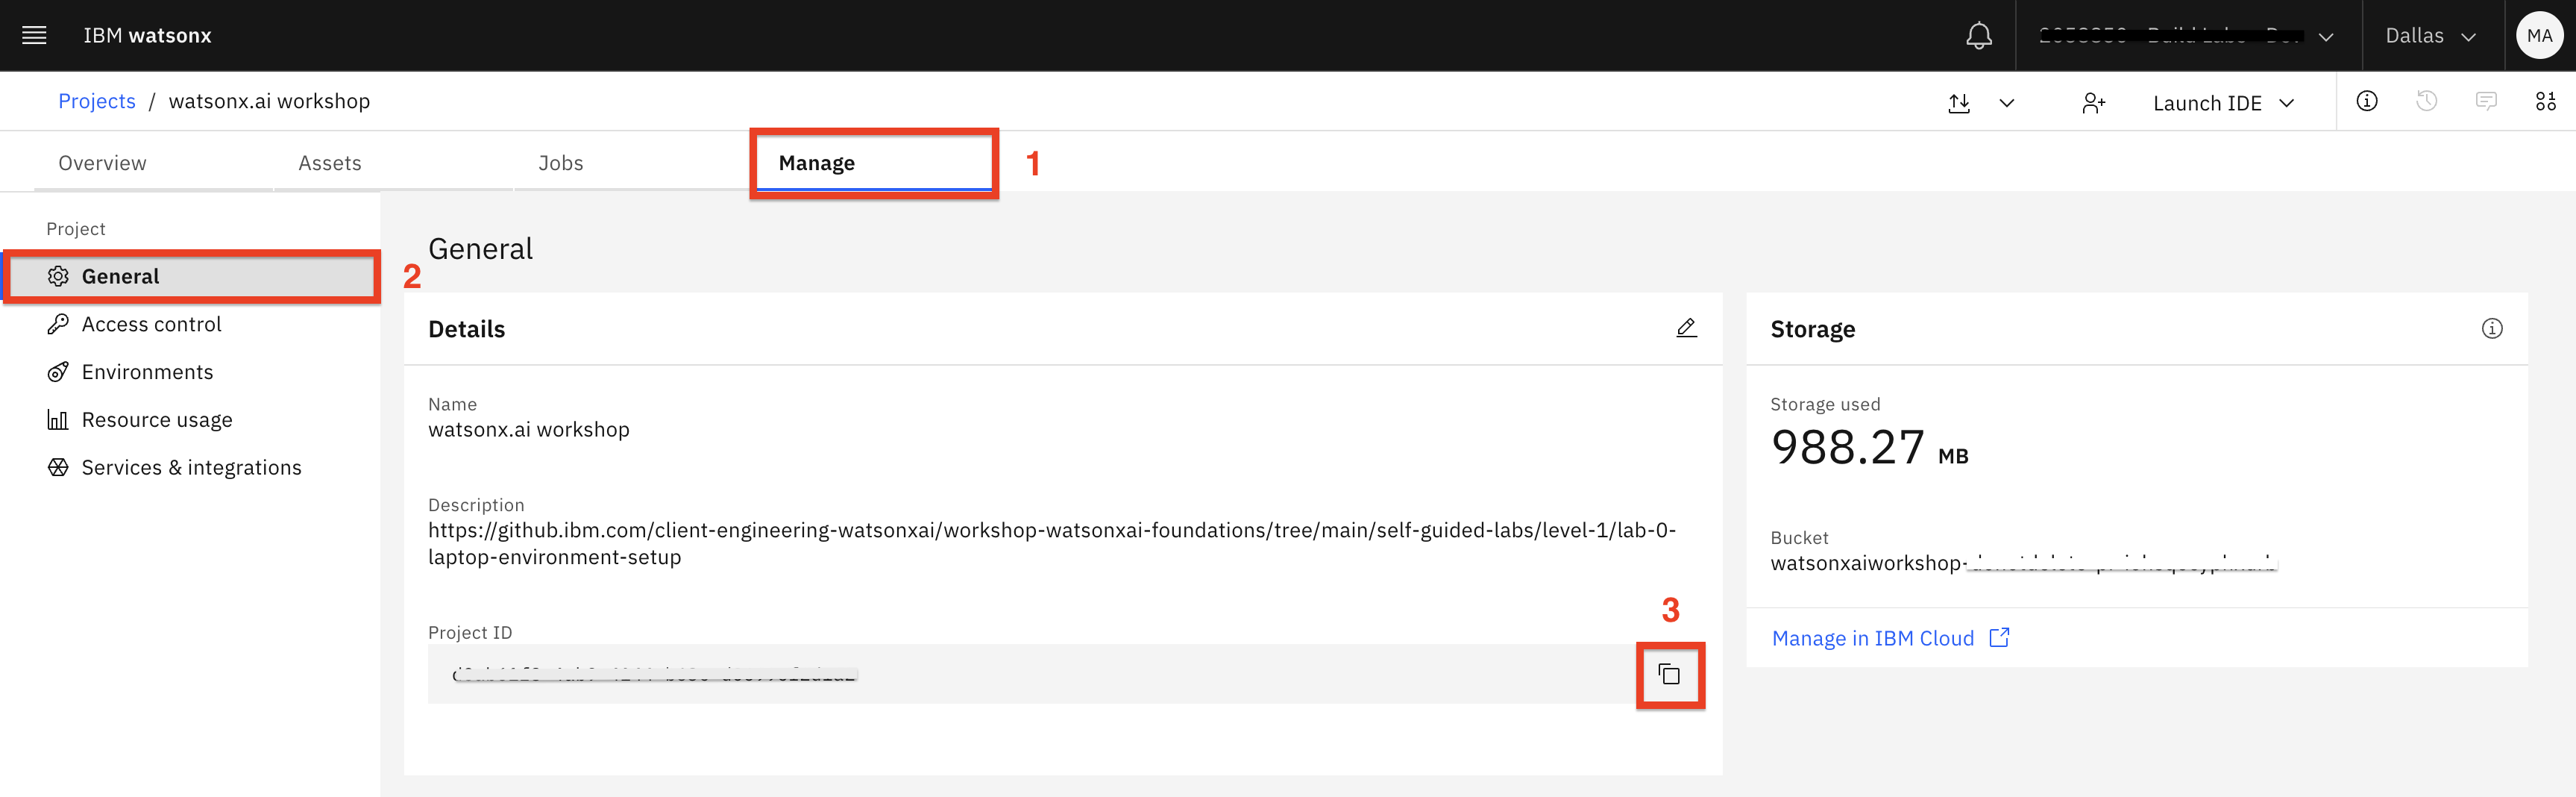 IBM watsonx
Dallas
MA
Projects / watsonx.ai workshop
Launch IDE
Overview
Assets
Jobs
Manage
1
Project
General
2
Access control
Environments
Resource usage
Services & integrations
General
Details
Name
watsonx.ai workshop
Description
https://github.ibm.com/client-engineering-watsonxai/workshop-watsonxai-foundations/tree/main/self-guided-labs/level-1/lab-0-
laptop-environment-setup
Project ID
3
Storage
Storage used
988.27 MB
Bucket
watsonxaiworkshop-
Manage in IBM Cloud